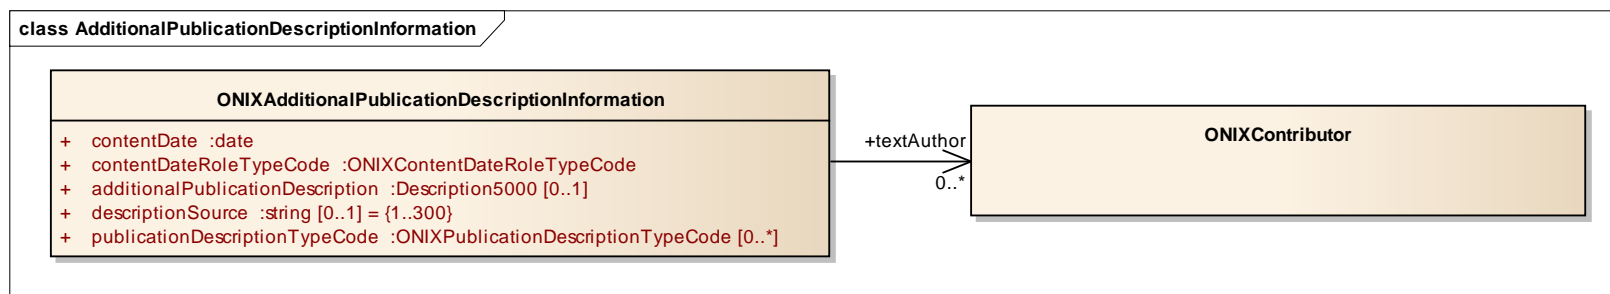 class AdditionalPublicationDescriptionInformation
ONIXAdditionalPublicationDescriptionInformation
+ contentDate :date
+ contentDateRoleTypeCode :ONIXContentDateRoleTypeCode
+ additionalPublicationDescription :Description5000 [0..1]
+ descriptionSource :string [0..1] = {1..300}
+ publicationDescriptionTypeCode :ONIXPublicationDescriptionTypeCode [0..*]
+textAuthor
0..*
ONIXContributor